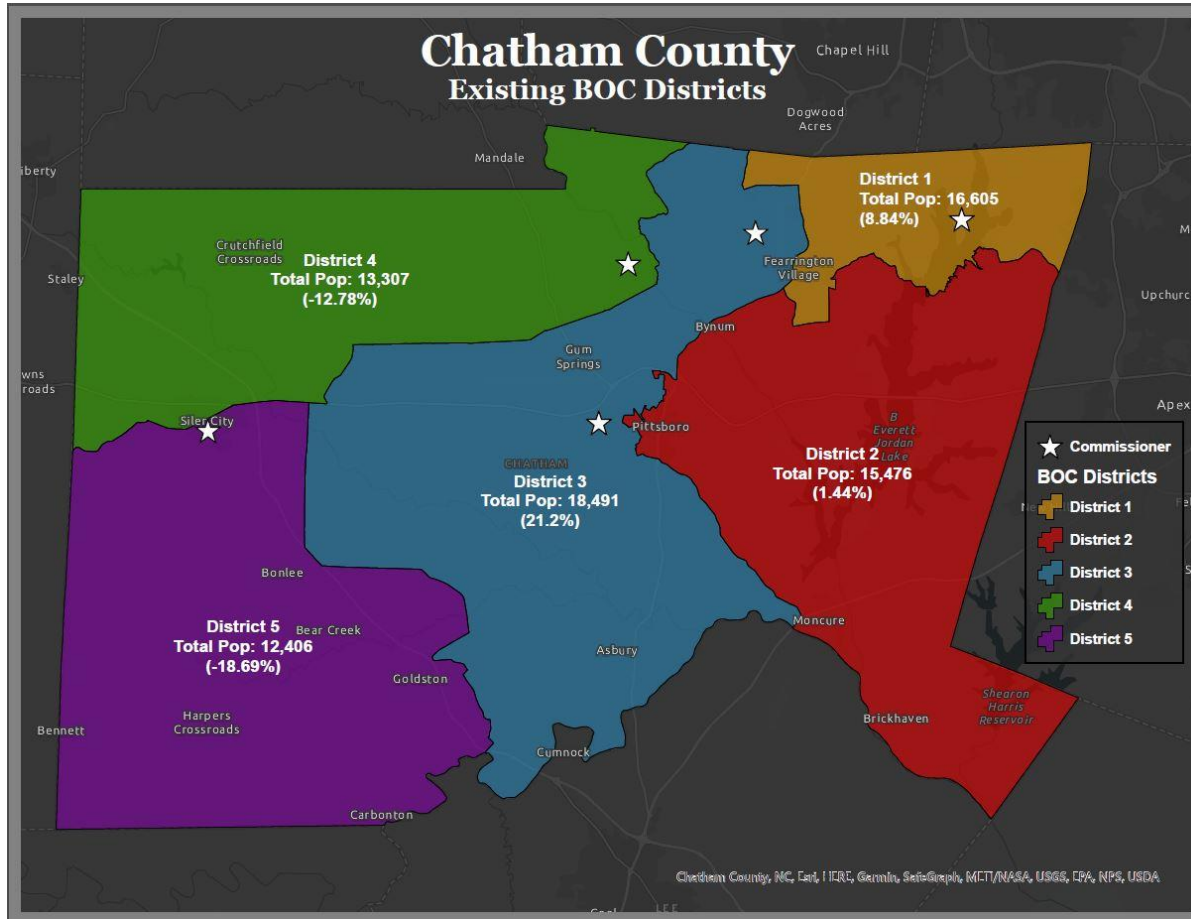 Chatham County
Existing BOC Districts
Chapel Hill
Dogwood
Acres
Mandale
iberty
District 1
Total Pop: 16,605
(8.84%)
Crutchfield
Crossroads
District 4
Total Pop: 13,307
(-12.78%)
Staley
Fearrington
Village
Upchurc
Bynum
Gum
Springs
wns
roads
Apex
Siler City
Pittsboro
B
Everett
Jordan
Lake
District 2
Total Pop: 15,476
(1.44%)
CHATHAM
District 3
Total Pop: 18,491
(21.2%)
Commissioner
BOC Districts
District 1
District 2
District 3
District 4
District 5
Bonlee
District 5
Total Pop: 12,406
(-18.69%)
Bear Creek
Moncure
Asbury
Goldston
Harpers
Crossroads
Bennett
Shearon
Harris
Reservoir
Brickhaven
Cumnock
Carbonton
Chatham County, NC, Esri, HERE, Garmin, SafeGraph, METI/NASA, USGS, EPA, NPS, USDA
LEE